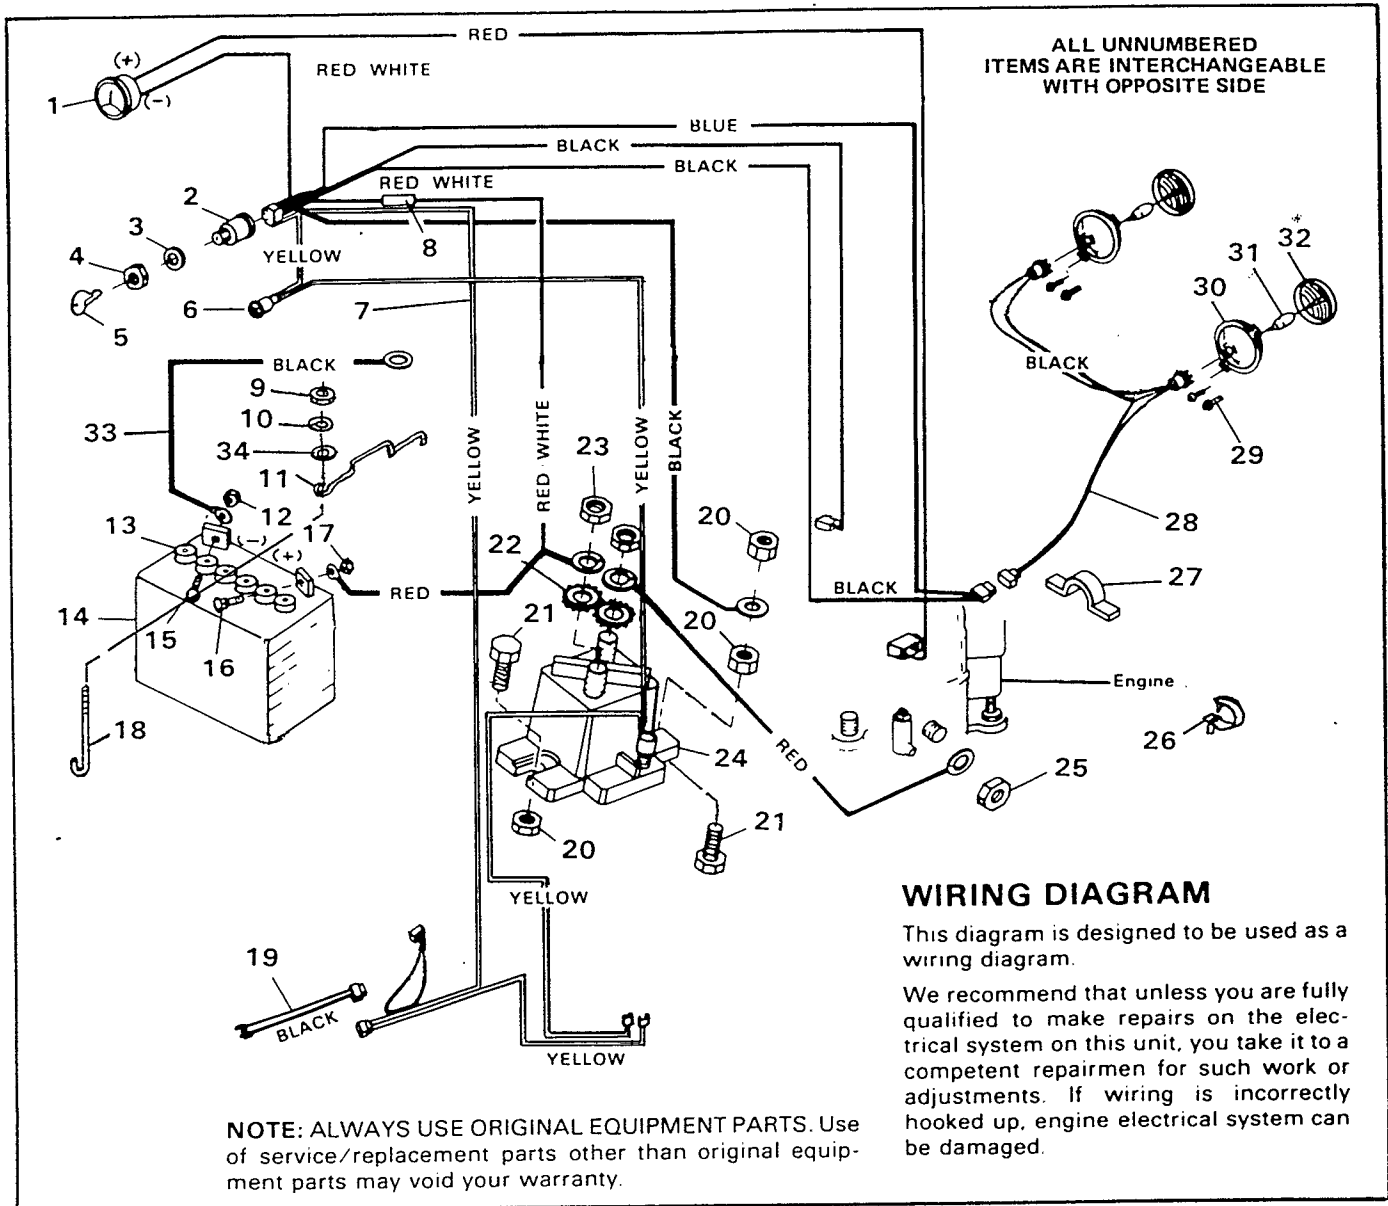 RED
ALL UNNUMBERED
ITEMS ARE INTERCHANGEABLE
WITH OPPOSITE SIDE
(+)
RED WHITE
1
(-)
BLUE
BLACK
BLACK
RED WHITE
2
3
8
YELLOW
4
32
31
30
5
6
7
BLACK
BLACK
9
10
33
34
11
YELLOW
RED WHITE
YELLOW
BLACK
23
29
12
13
17
(-)
(+)
22
20
28
RED
BLACK
27
14
15
16
21
20
Engine
18
24
RED
26
25
20
21
YELLOW
WIRING DIAGRAM
This diagram is designed to be used as a
wiring diagram.
19
BLACK
YELLOW
We recommend that unless you are fully
qualified to make repairs on the elec-
trical system on this unit, you take it to a
competent repairmen for such work or
adjustments. If wiring is incorrectly
hooked up, engine electrical system can
be damaged.
NOTE: ALWAYS USE ORIGINAL EQUIPMENT PARTS. Use
of service/replacement parts other than original equip-
ment parts may void your warranty.